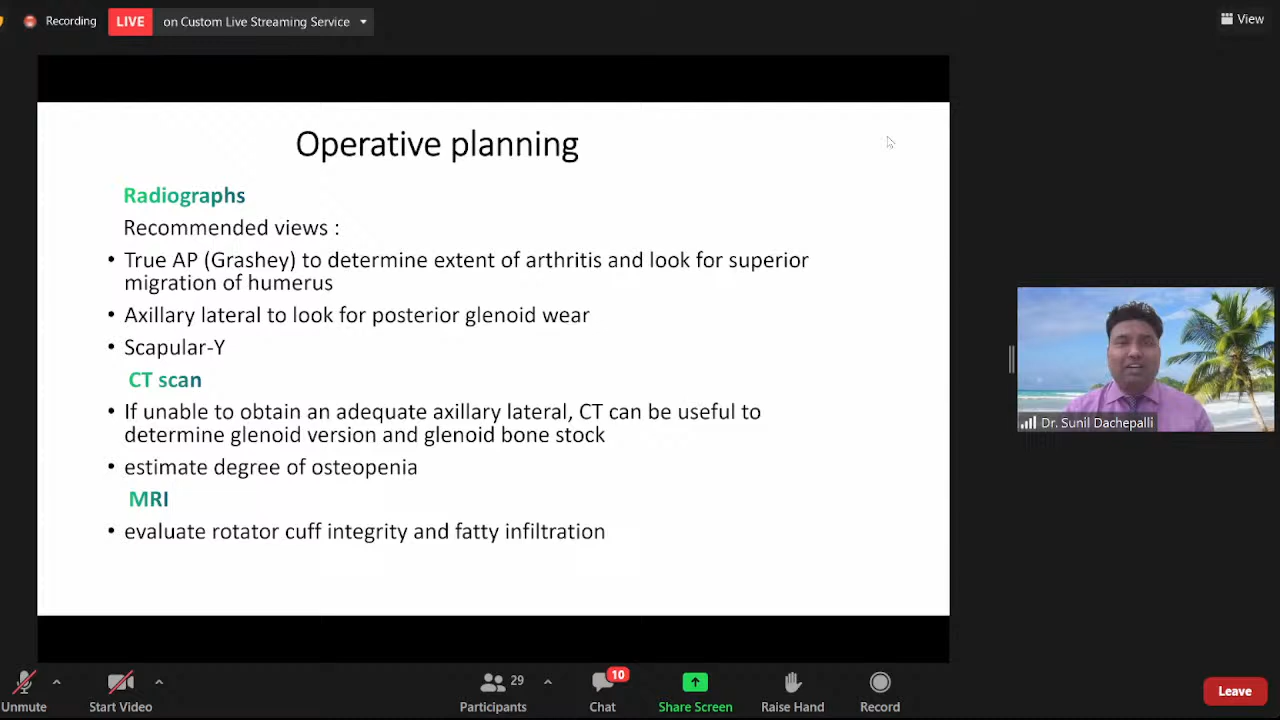 Recording
LIVE
on Custom Live Streaming Service
View
Operative planning
Radiographs
Recommended views :
• True AP (Grashey) to determine extent of arthritis and look for superior
migration of humerus
• Axillary lateral to look for posterior glenoid wear
• Scapular-Y
CT scan
• If unable to obtain an adequate axillary lateral, CT can be useful to
determine glenoid version and glenoid bone stock
• estimate degree of osteopenia
MRI
• evaluate rotator cuff integrity and fatty infiltration
Dr. Sunil Dachepalli
Unmute
Start Video
29
Participants
10
Chat
Share Screen
Raise Hand
Record
Leave